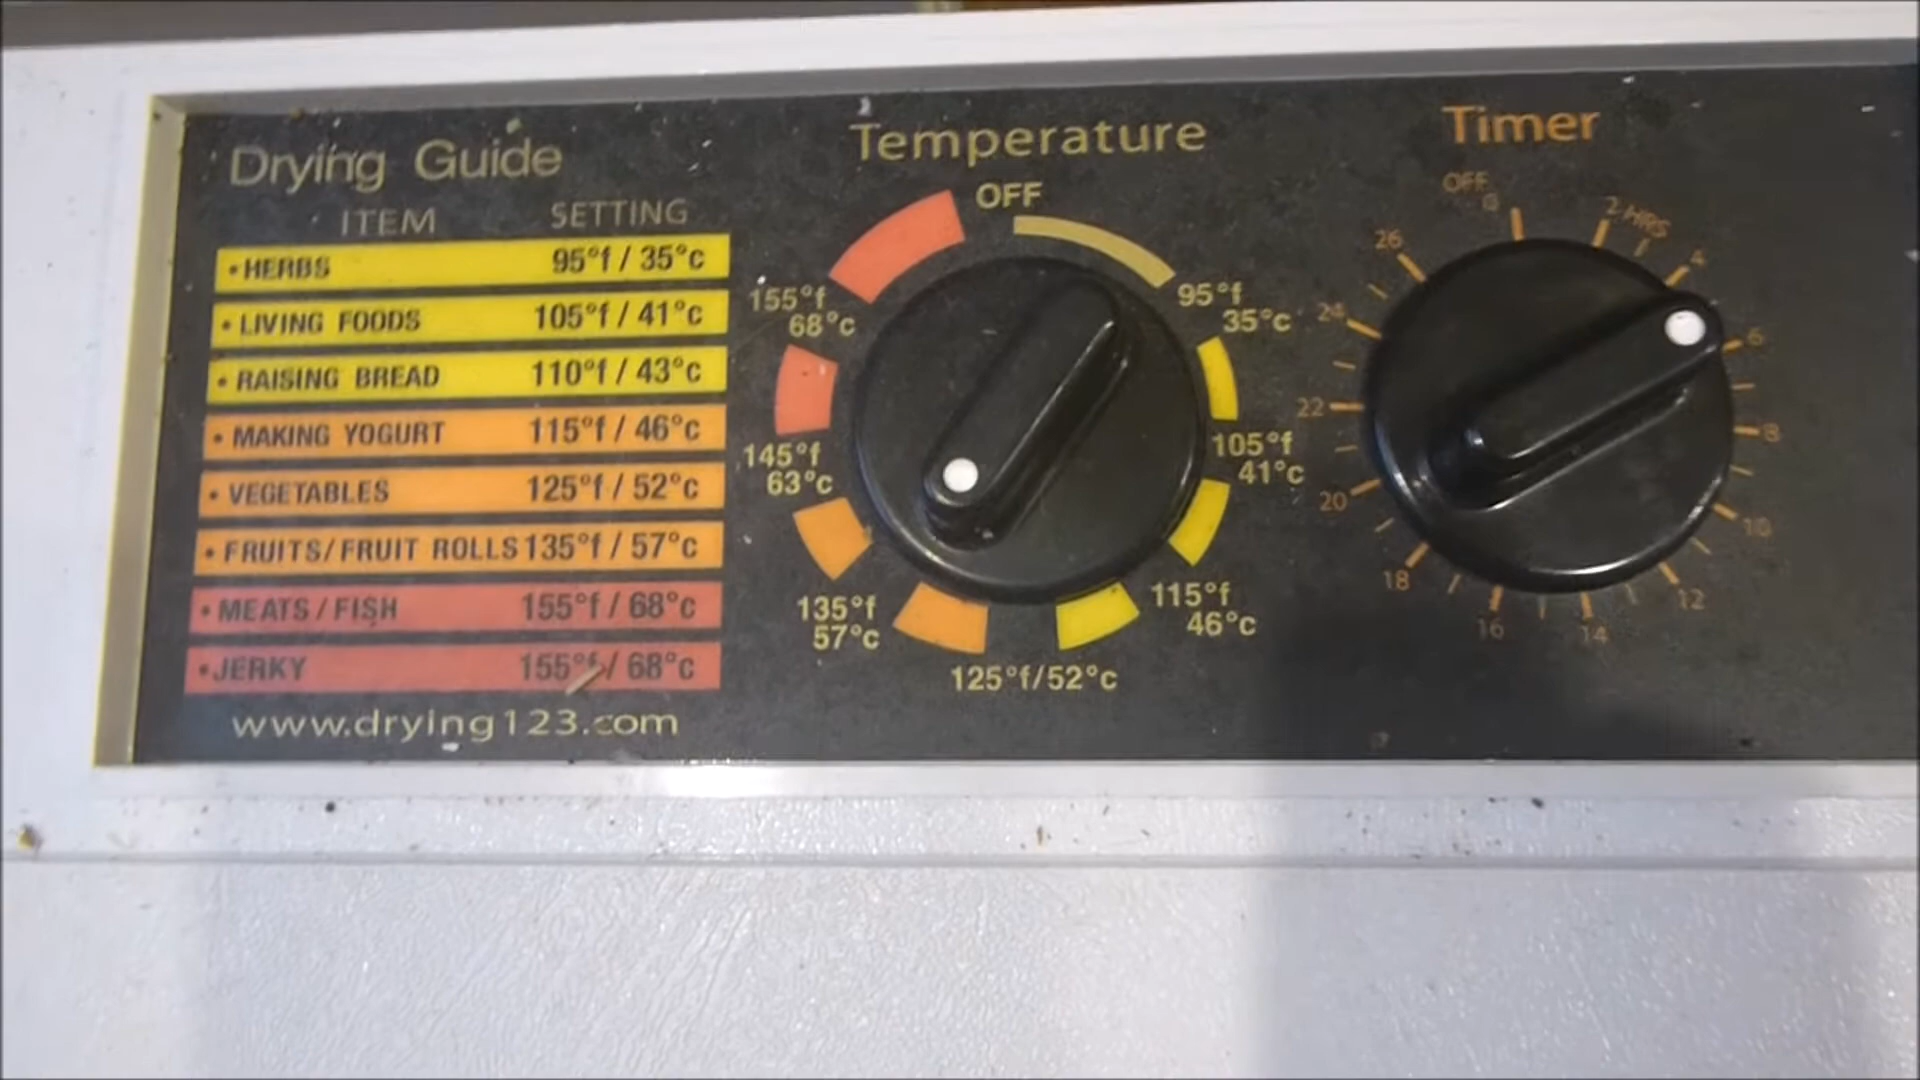 Drying Guide
ITEM SETTING
• HERBS 95°f / 35°c
• LIVING FOODS 105°f / 41°c
• RAISING BREAD 110°f / 43°c
• MAKING YOGURT 115°f / 46°c
• VEGETABLES 125°f / 52°c
• FRUITS/FRUIT ROLLS 135°f / 57°c
• MEATS / FISH 155°f / 68°c
• JERKY 155°f / 68°c
www.drying123.com
Temperature
OFF
95°f
35°c
105°f
41°c
115°f
46°c
125°f/52°c
135°f
57°c
145°f
63°c
155°f
68°c
Timer
OFF
2 HRS
4
6
8
10
12
14
16
18
20
22
24
26